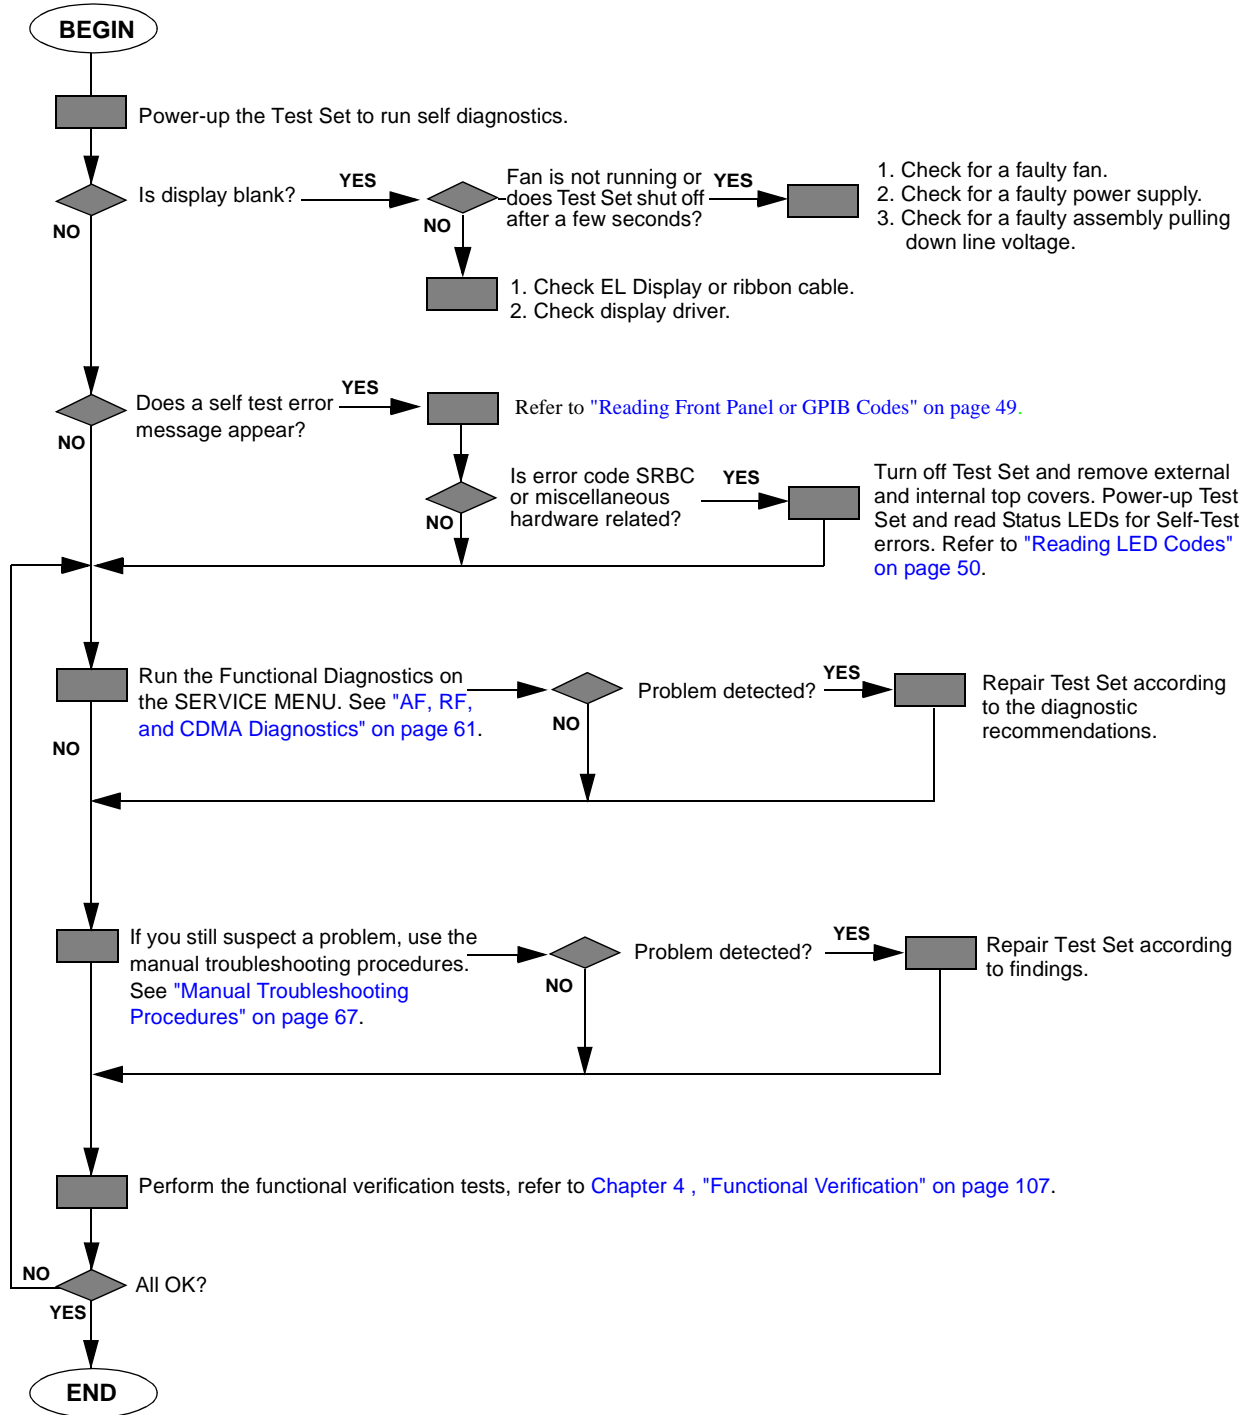 BEGIN
Power-up the Test Set to run self diagnostics.
Is display blank?
YES
NO
Fan is not running or
does Test Set shut off
after a few seconds?
YES
NO
1. Check for a faulty fan.
2. Check for a faulty power supply.
3. Check for a faulty assembly pulling
down line voltage.
1. Check EL Display or ribbon cable.
2. Check display driver.
Does a self test error
message appear?
YES
NO
Refer to "Reading Front Panel or GPIB Codes" on page 49.
Is error code SRBC
or miscellaneous
hardware related?
YES
NO
Turn off Test Set and remove external
and internal top covers. Power-up Test
Set and read Status LEDs for Self-Test
errors. Refer to "Reading LED Codes"
on page 50.
Run the Functional Diagnostics on
the SERVICE MENU. See "AF, RF,
and CDMA Diagnostics" on page 61.
NO
Problem detected?
YES
NO
Repair Test Set according
to the diagnostic
recommendations.
If you still suspect a problem, use the
manual troubleshooting procedures.
See "Manual Troubleshooting
Procedures" on page 67.
Problem detected?
YES
NO
Repair Test Set according
to findings.
Perform the functional verification tests, refer to Chapter 4 , "Functional Verification" on page 107.
NO
All OK?
YES
END